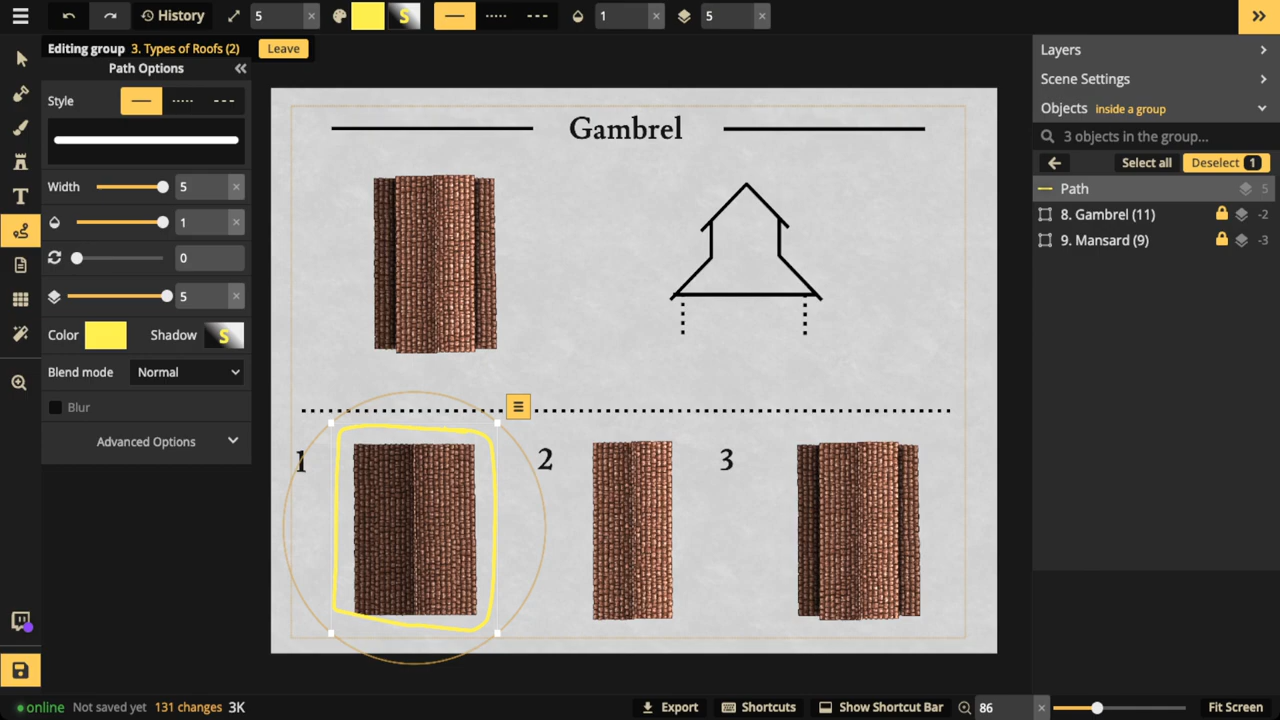 History
5
×
S
1
×
5
×
Editing group 3. Types of Roofs (2)
Leave
Path Options
Style
Width
5
×
1
×
0
5
×
Color
Shadow
S
Blend mode
Normal
Blur
Advanced Options
Gambrel
1
2
3
Layers
Scene Settings
Objects inside a group
3 objects in the group...
Select all
Deselect 1
Path
5
8. Gambrel (11)
-2
9. Mansard (9)
-3
online
Not saved yet
131 changes
3K
Export
Shortcuts
Show Shortcut Bar
86
×
Fit Screen